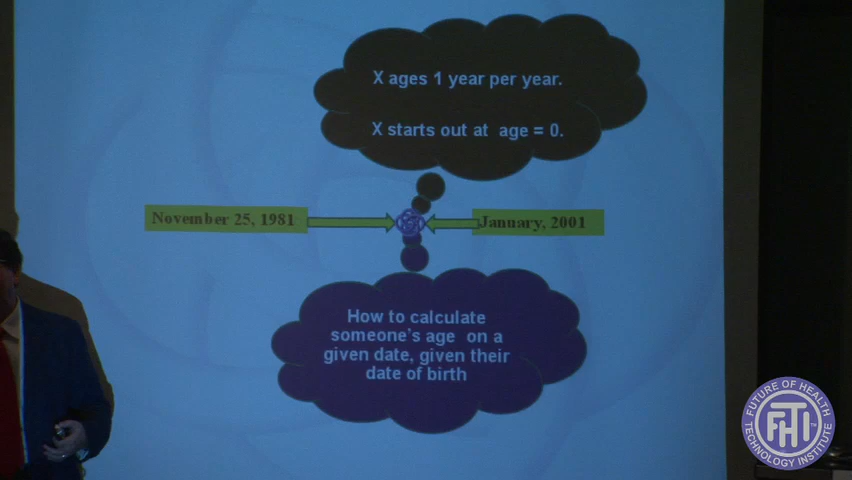 X ages 1 year per year.
X starts out at age = 0.
November 25, 1981
January, 2001
How to calculate
someone's age on a
given date, given their
date of birth
FUTURE OF HEALTH
FHTI
TM
TECHNOLOGY INSTITUTE